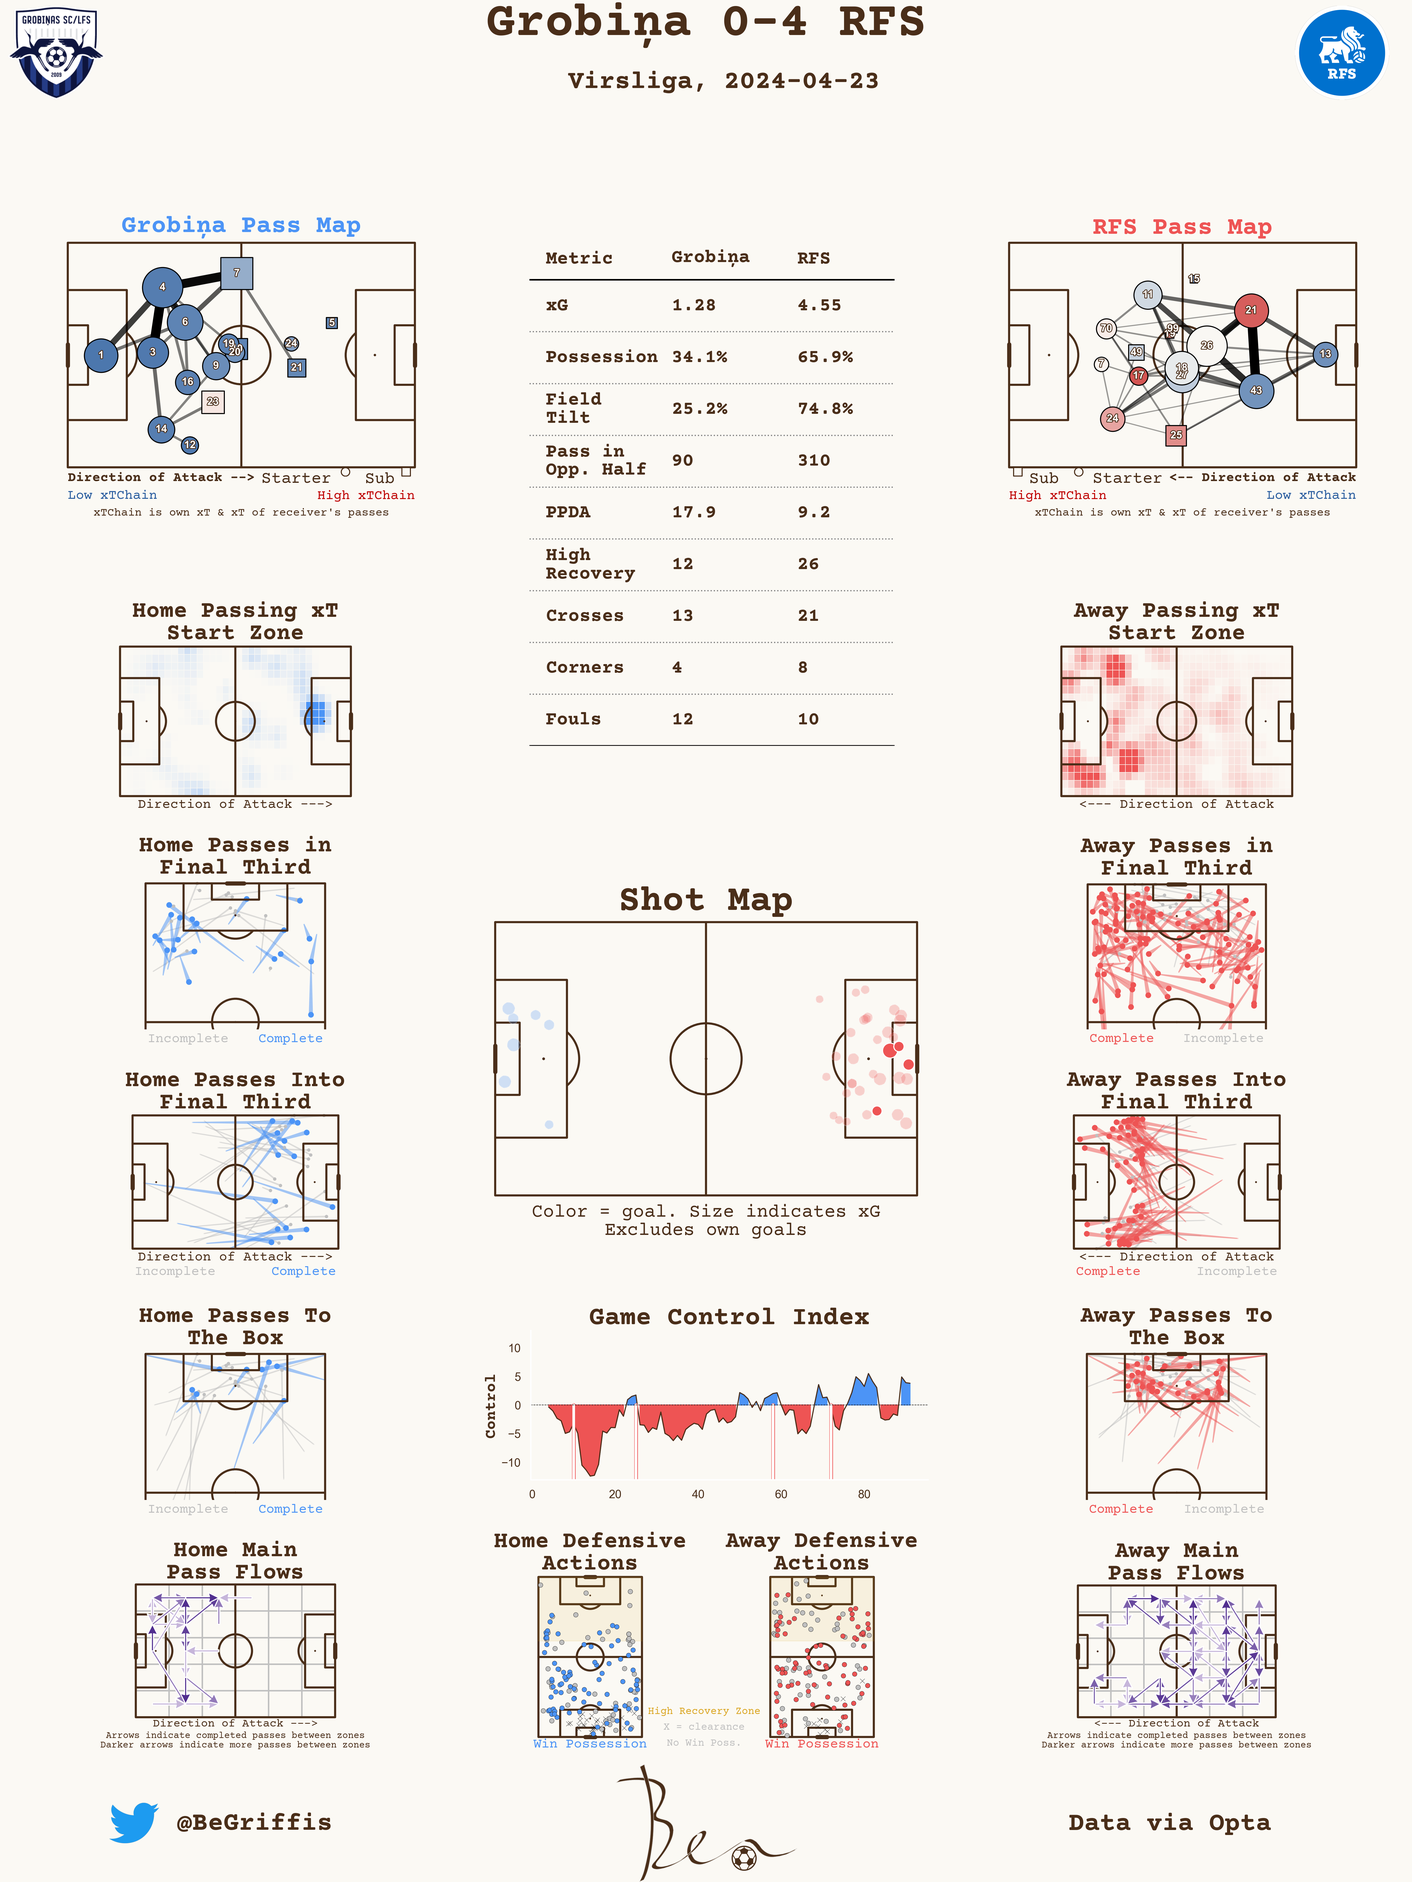 Grobiņa 0-4 RFS
Virsliga, 2024-04-23
GROBIŅAS SC/LFS
2009
RFS
Grobiņa Pass Map
4
7
6
1
3
19
20
9
24
5
21
16
23
14
12
Direction of Attack --> Starter Sub
Low xTChain High xTChain
xTChain is own xT & xT of receiver's passes
Metric Grobiņa RFS
xG 1.28 4.55
Possession 34.1% 65.9%
Field
Tilt 25.2% 74.8%
Pass in
Opp. Half 90 310
PPDA 17.9 9.2
High
Recovery 12 26
Crosses 13 21
Corners 4 8
Fouls 12 10
RFS Pass Map
15
11
21
70
99
26
49
13
7
17
18
27
43
24
25
Sub Starter <-- Direction of Attack
High xTChain Low xTChain
xTChain is own xT & xT of receiver's passes
Home Passing xT
Start Zone
Direction of Attack --->
Away Passing xT
Start Zone
<--- Direction of Attack
Home Passes in
Final Third
Incomplete Complete
Away Passes in
Final Third
Complete Incomplete
Shot Map
Color = goal. Size indicates xG
Excludes own goals
Home Passes Into
Final Third
Direction of Attack --->
Incomplete Complete
Away Passes Into
Final Third
<--- Direction of Attack
Complete Incomplete
Home Passes To
The Box
Incomplete Complete
Game Control Index
Control
10
5
0
−5
−10
0 20 40 60 80
Away Passes To
The Box
Complete Incomplete
Home Main
Pass Flows
Direction of Attack --->
Arrows indicate completed passes between zones
Darker arrows indicate more passes between zones
Home Defensive
Actions
Win Possession
Away Defensive
Actions
Win Possession
High Recovery Zone
X = clearance
No Win Poss.
Away Main
Pass Flows
<--- Direction of Attack
Arrows indicate completed passes between zones
Darker arrows indicate more passes between zones
@BeGriffis
Ben
Data via Opta